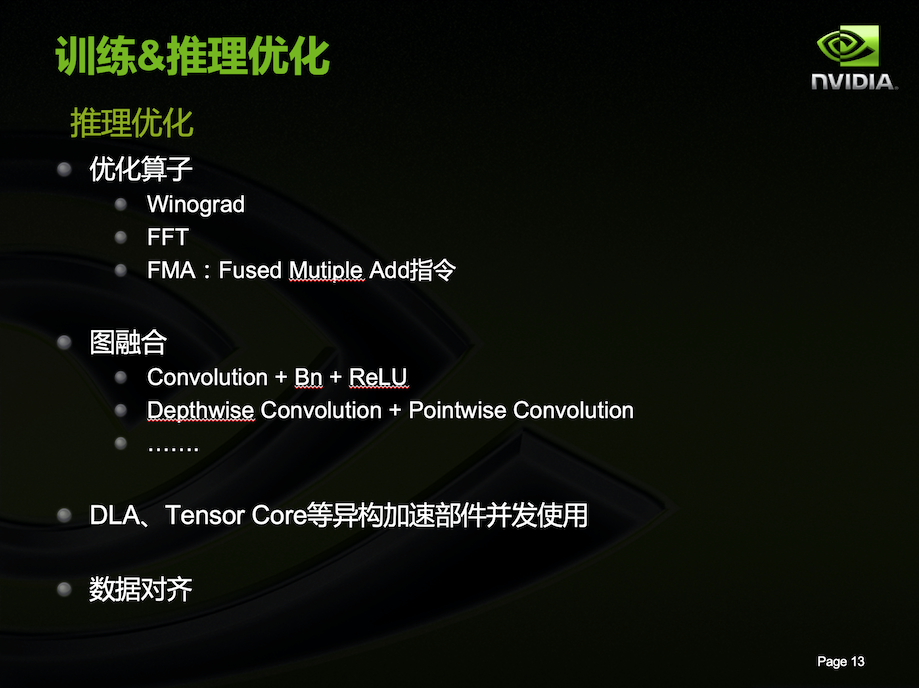 训练&推理优化
NVIDIA.
推理优化
优化算子
Winograd
FFT
FMA：Fused Mutiple Add指令
图融合
Convolution + Bn + ReLU
Depthwise Convolution + Pointwise Convolution
…….
DLA、Tensor Core等异构加速部件并发使用
数据对齐
Page 13